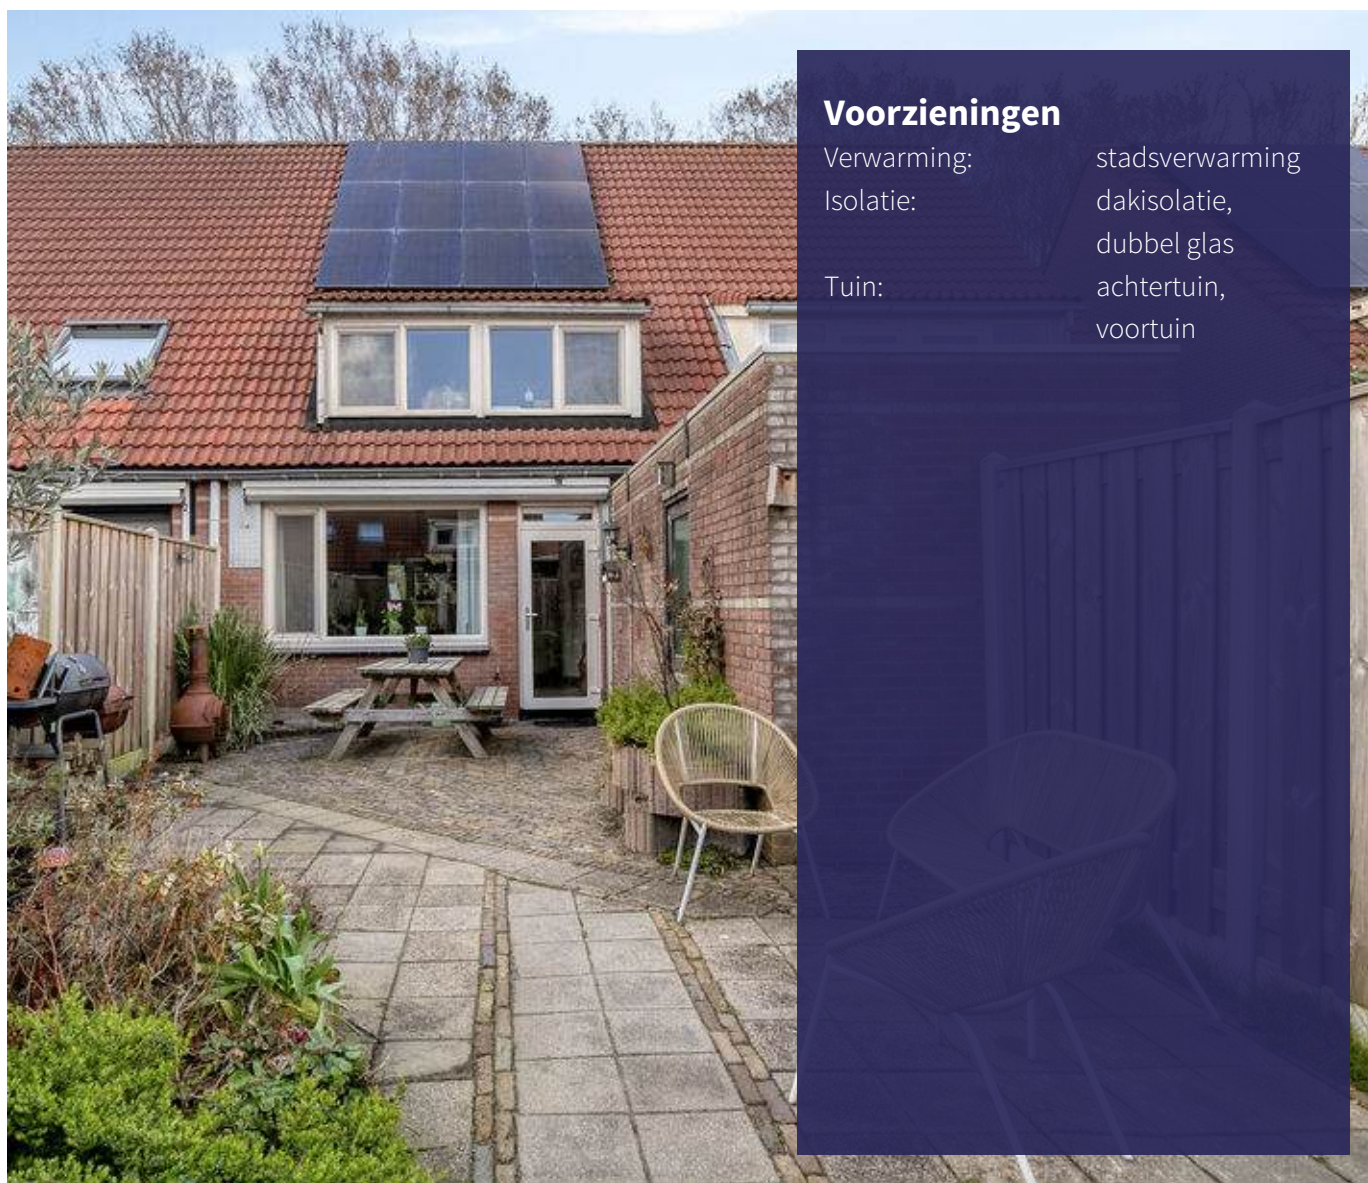 Voorzieningen
Verwarming: stadsverwarming
Isolatie: dakisolatie,
dubbel glas
Tuin: achtertuin,
voortuin